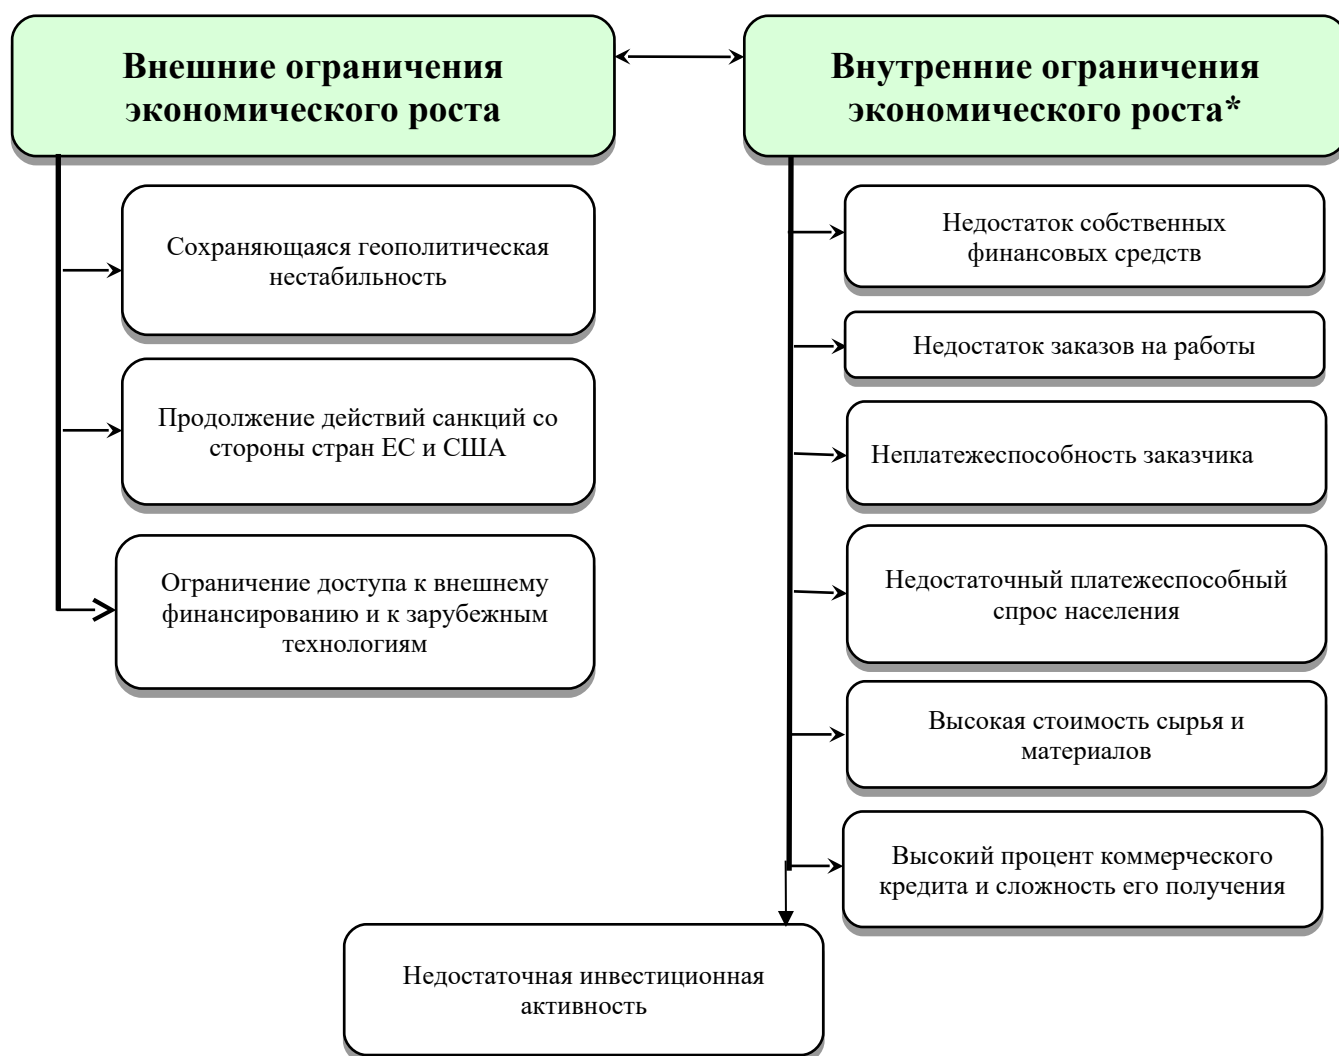 Внешние ограничения
экономического роста
Внутренние ограничения
экономического роста*
Сохраняющаяся геополитическая
нестабильность
Продолжение действий санкций со
стороны стран ЕС и США
Ограничение доступа к внешнему
финансированию и к зарубежным
технологиям
Недостаток собственных
финансовых средств
Недостаток заказов на работы
Неплатежеспособность заказчика
Недостаточный платежеспособный
спрос населения
Высокая стоимость сырья и
материалов
Высокий процент коммерческого
кредита и сложность его получения
Недостаточная инвестиционная
активность